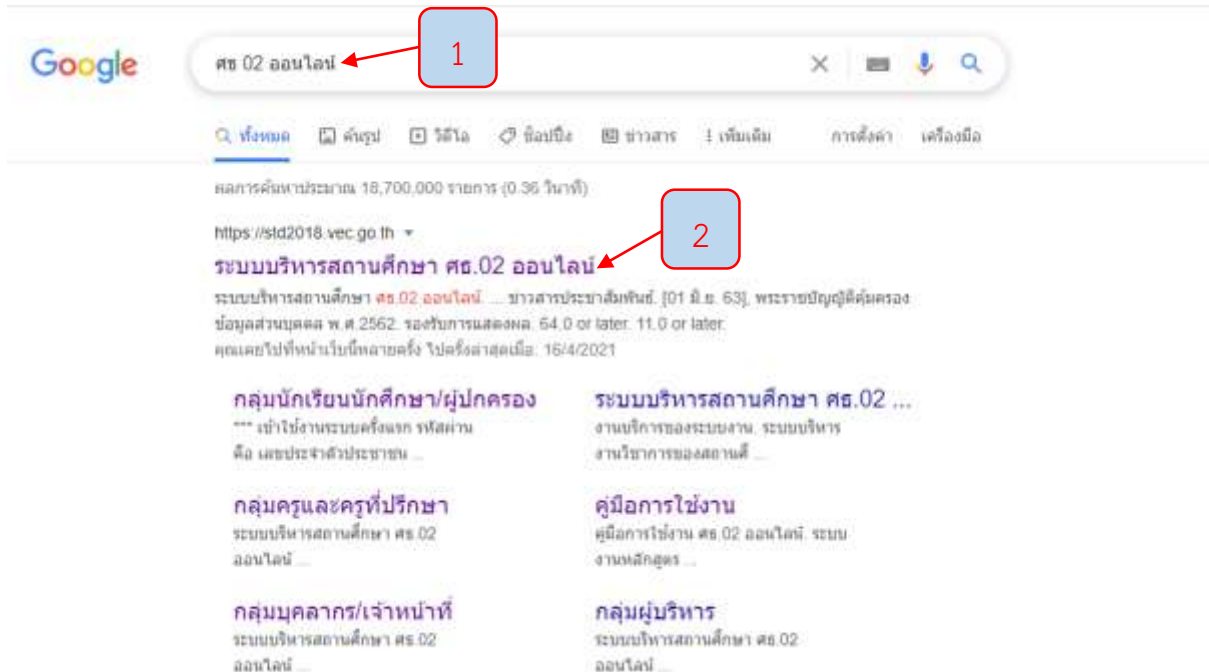 Google
ศธ 02 ออนไลน์
1
ทั้งหมด ค้นรูป วิดีโอ ช็อปปิ้ง ข่าวสาร เพิ่มเติม การตั้งค่า เครื่องมือ
ผลการค้นหาประมาณ 18,700,000 รายการ (0.36 วินาที)
https://std2018.vec.go.th
2
ระบบบริหารสถานศึกษา ศธ.02 ออนไลน์
ระบบบริหารสถานศึกษา ศธ.02 ออนไลน์. ... ข่าวสารประชาสัมพันธ์. [01 มิ.ย. 63], พระราชบัญญัติคุ้มครอง
ข้อมูลส่วนบุคคล พ.ศ.2562. รองรับการแสดงผล. 64.0 or later. 11.0 or later.
คุณเคยไปที่หน้าเว็บนี้หลายครั้ง ไปครั้งล่าสุดเมื่อ: 16/4/2021
กลุ่มนักเรียนนักศึกษา/ผู้ปกครอง
*** เข้าใช้งานระบบครั้งแรก รหัสผ่าน
คือ เลขประจำตัวประชาชน ...
ระบบบริหารสถานศึกษา ศธ.02 ...
งานบริการของระบบงาน. ระบบบริหาร
งานวิชาการของสถานศึ ...
กลุ่มครูและครูที่ปรึกษา
ระบบบริหารสถานศึกษา ศธ.02
ออนไลน์ ...
คู่มือการใช้งาน
คู่มือการใช้งาน ศธ.02 ออนไลน์. ระบบ
งานหลักสูตร ...
กลุ่มบุคลากร/เจ้าหน้าที่
ระบบบริหารสถานศึกษา ศธ.02
ออนไลน์ ...
กลุ่มผู้บริหาร
ระบบบริหารสถานศึกษา ศธ.02
ออนไลน์ ...